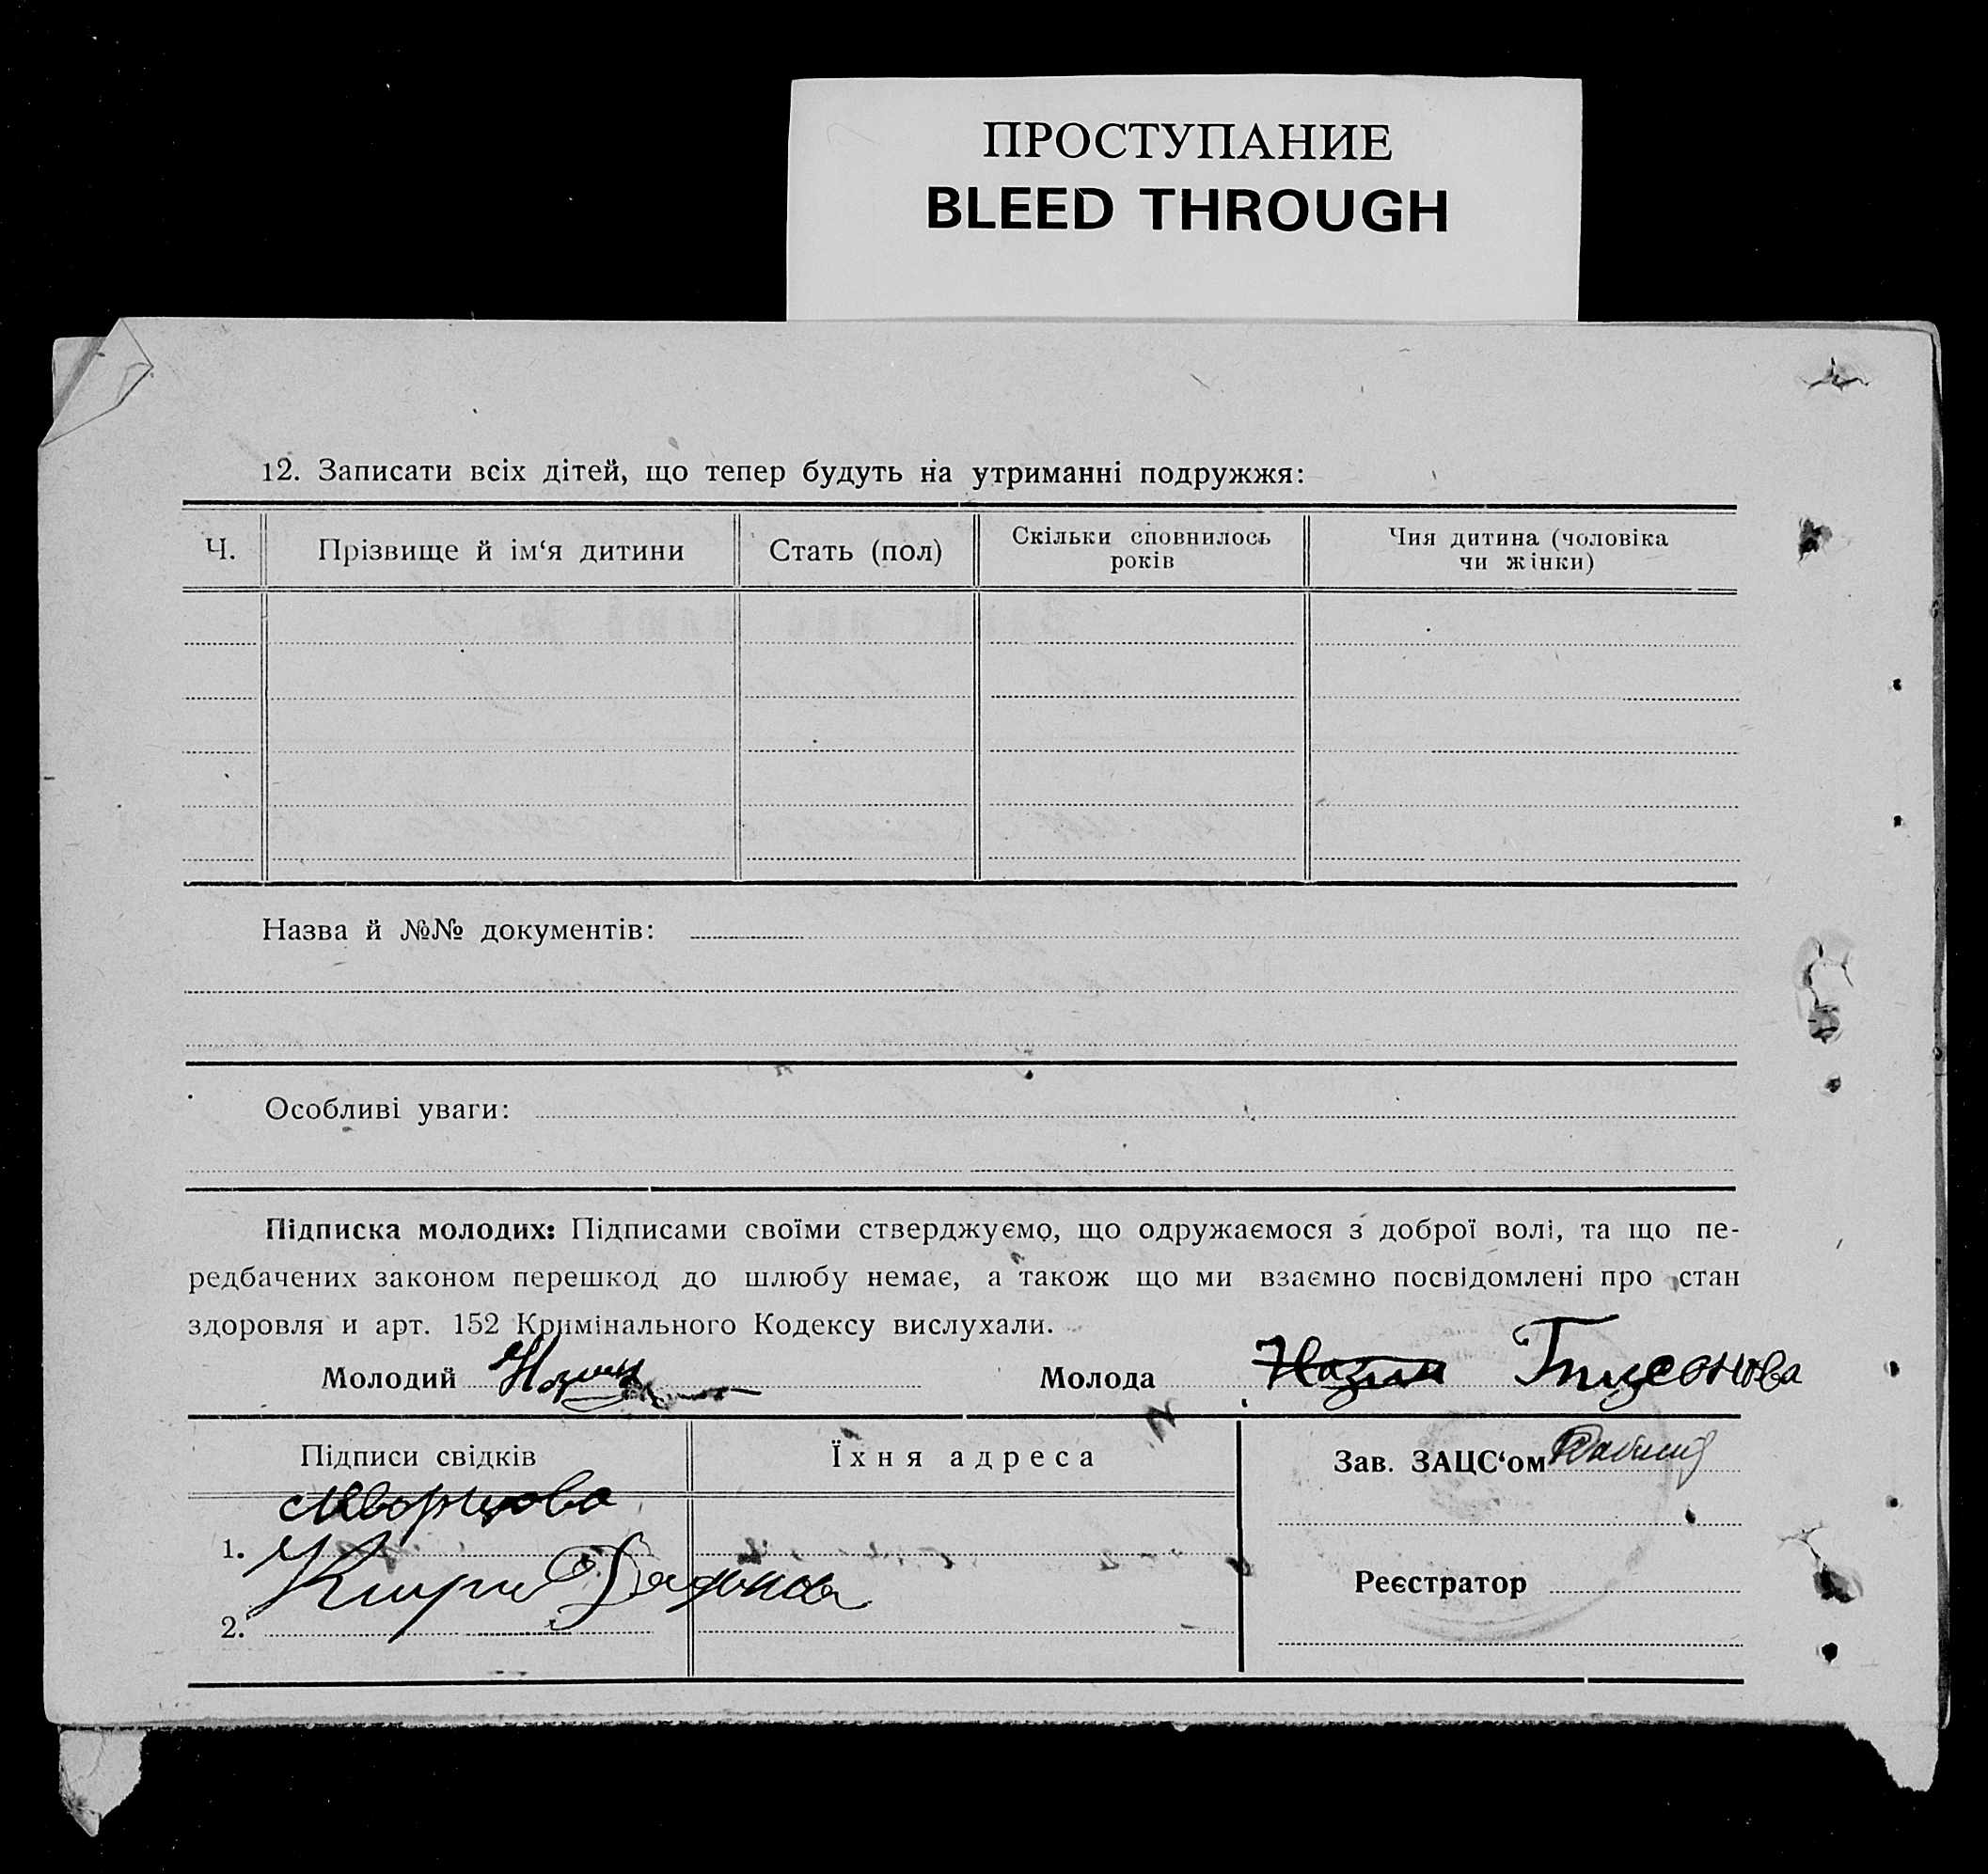 ПРОСТУПАНИЕ
BLEED THROUGH
12. Записати всіх дітей, що тепер будуть на утриманні подружжя:
Ч. Прізвище й ім‘я дитини Стать (пол) Скільки сповнилось років Чия дитина (чоловіка чи жінки)
Назва й №№ документів:
Особливі уваги:
Підписка молодих: Підписами своїми стверджуємо, що одружаємося з доброї волі, та що пе-
редбачених законом перешкод до шлюбу немає, а також що ми взаємно посвідомлені про стан
здоровля и арт. 152 Кримінального Кодексу вислухали.
Молодий Молода
Підписи свідків Їхня адреса Зав. ЗАЦС‘ом
1.
Реєстратор
2.